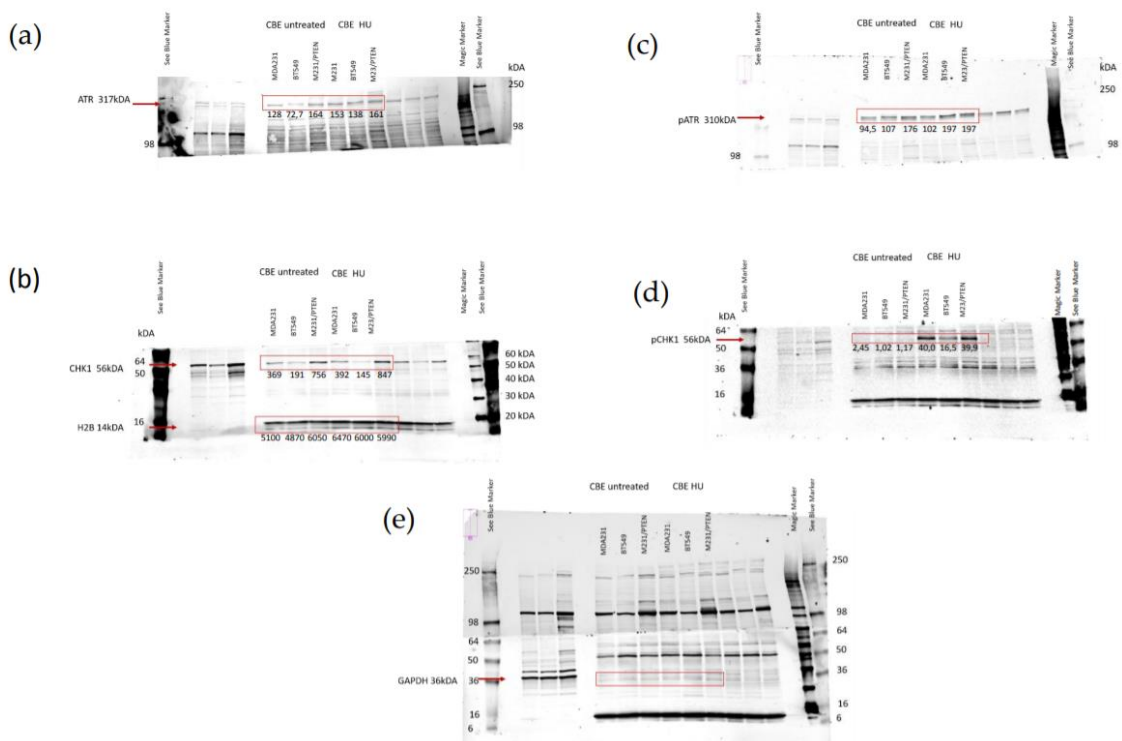 (a)
See Blue Marker
CBE untreated
CBE HU
MDA231
BT549
M231/PTEN
M231
BT549
M23/PTEN
Magic Marker
See Blue Marker
kDA
250
98
ATR 317kDA
98
128 72,7 164 153 138 161
(c)
See Blue Marker
CBE untreated
CBE HU
MDA231
BT549
M231/PTEN
MDA231
BT549
M23/PTEN
Magic Marker
See Blue Marker
kDA
250
98
pATR 310kDA
98
94,5 107 176 102 197 197
(b)
See Blue Marker
CBE untreated
CBE HU
MDA231
BT549
M231/PTEN
MDA231
BT549
M23/PTEN
Magic Marker
See Blue Marker
kDA
CHK1 56kDA
64
50
16
H2B 14kDA
60 kDA
50 kDA
40 kDA
30 kDA
20 kDA
369 191 756 392 145 847
5100 4870 6050 6470 6000 5990
(d)
See Blue Marker
CBE untreated
CBE HU
MDA231
BT549
M231/PTEN
MDA231
BT549
M23/PTEN
Magic Marker
See Blue Marker
kDA
pCHK1 56kDA
64
50
36
16
64
50
36
16
2,45 1,02 1,17 40,0 16,5 39,9
(e)
See Blue Marker
CBE untreated
CBE HU
MDA231
BT549
M231/PTEN
MDA231
BT549
M231/PTEN
Magic Marker
See Blue Marker
250
98
64
50
36
16
6
GAPDH 36kDA
250
98
64
50
36
16
6